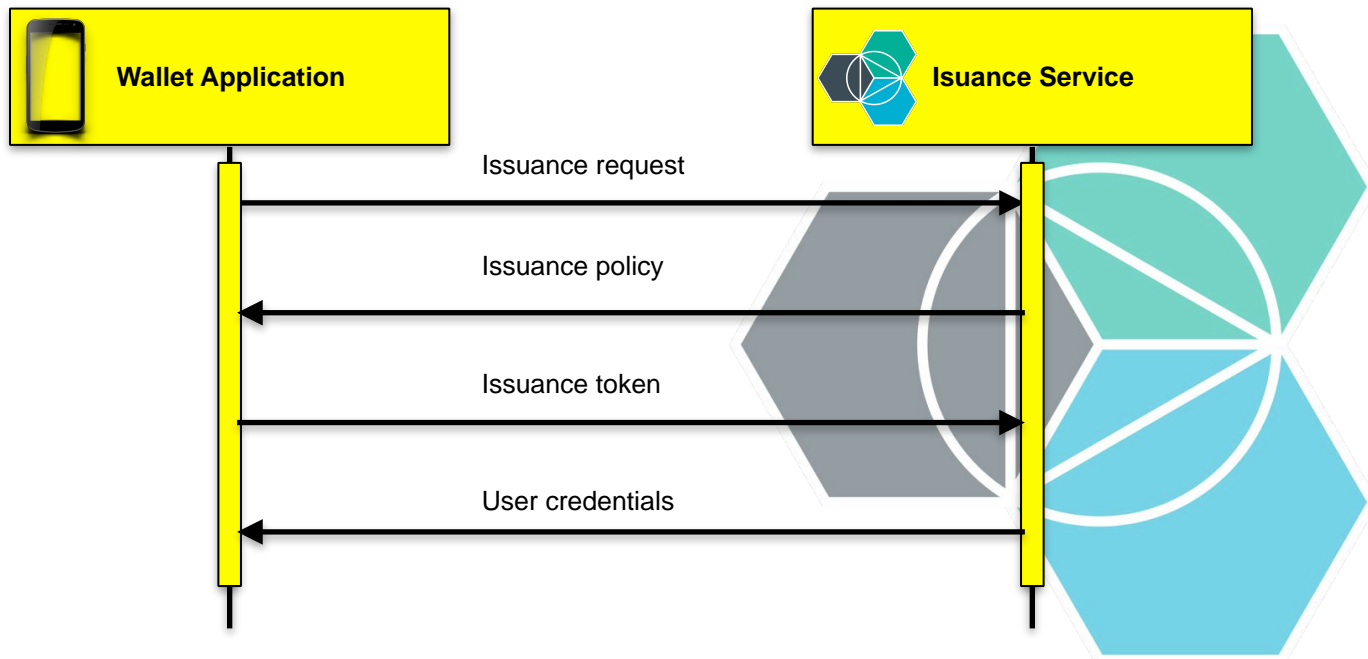 Wallet Application
Isuance Service
Issuance request
Issuance policy
Issuance token
User credentials